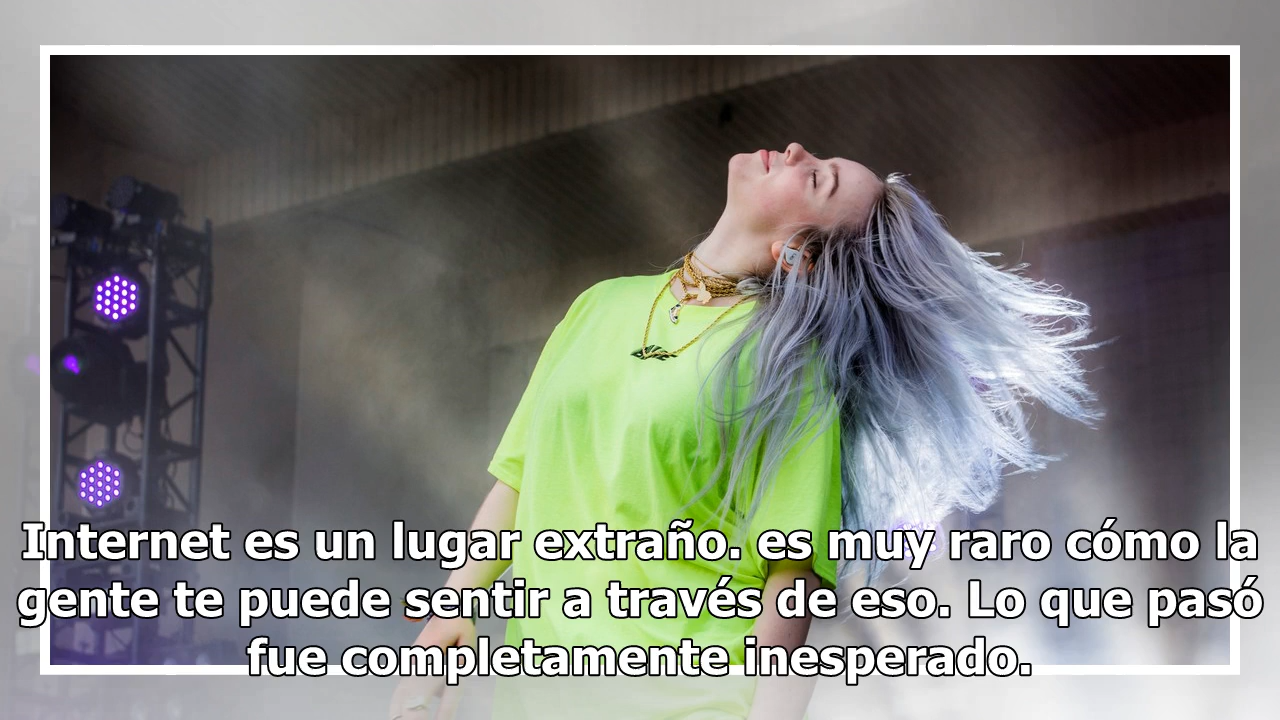 Internet es un lugar extraño. es muy raro cómo la
gente te puede sentir a través de eso. Lo que pasó
fue completamente inesperado.